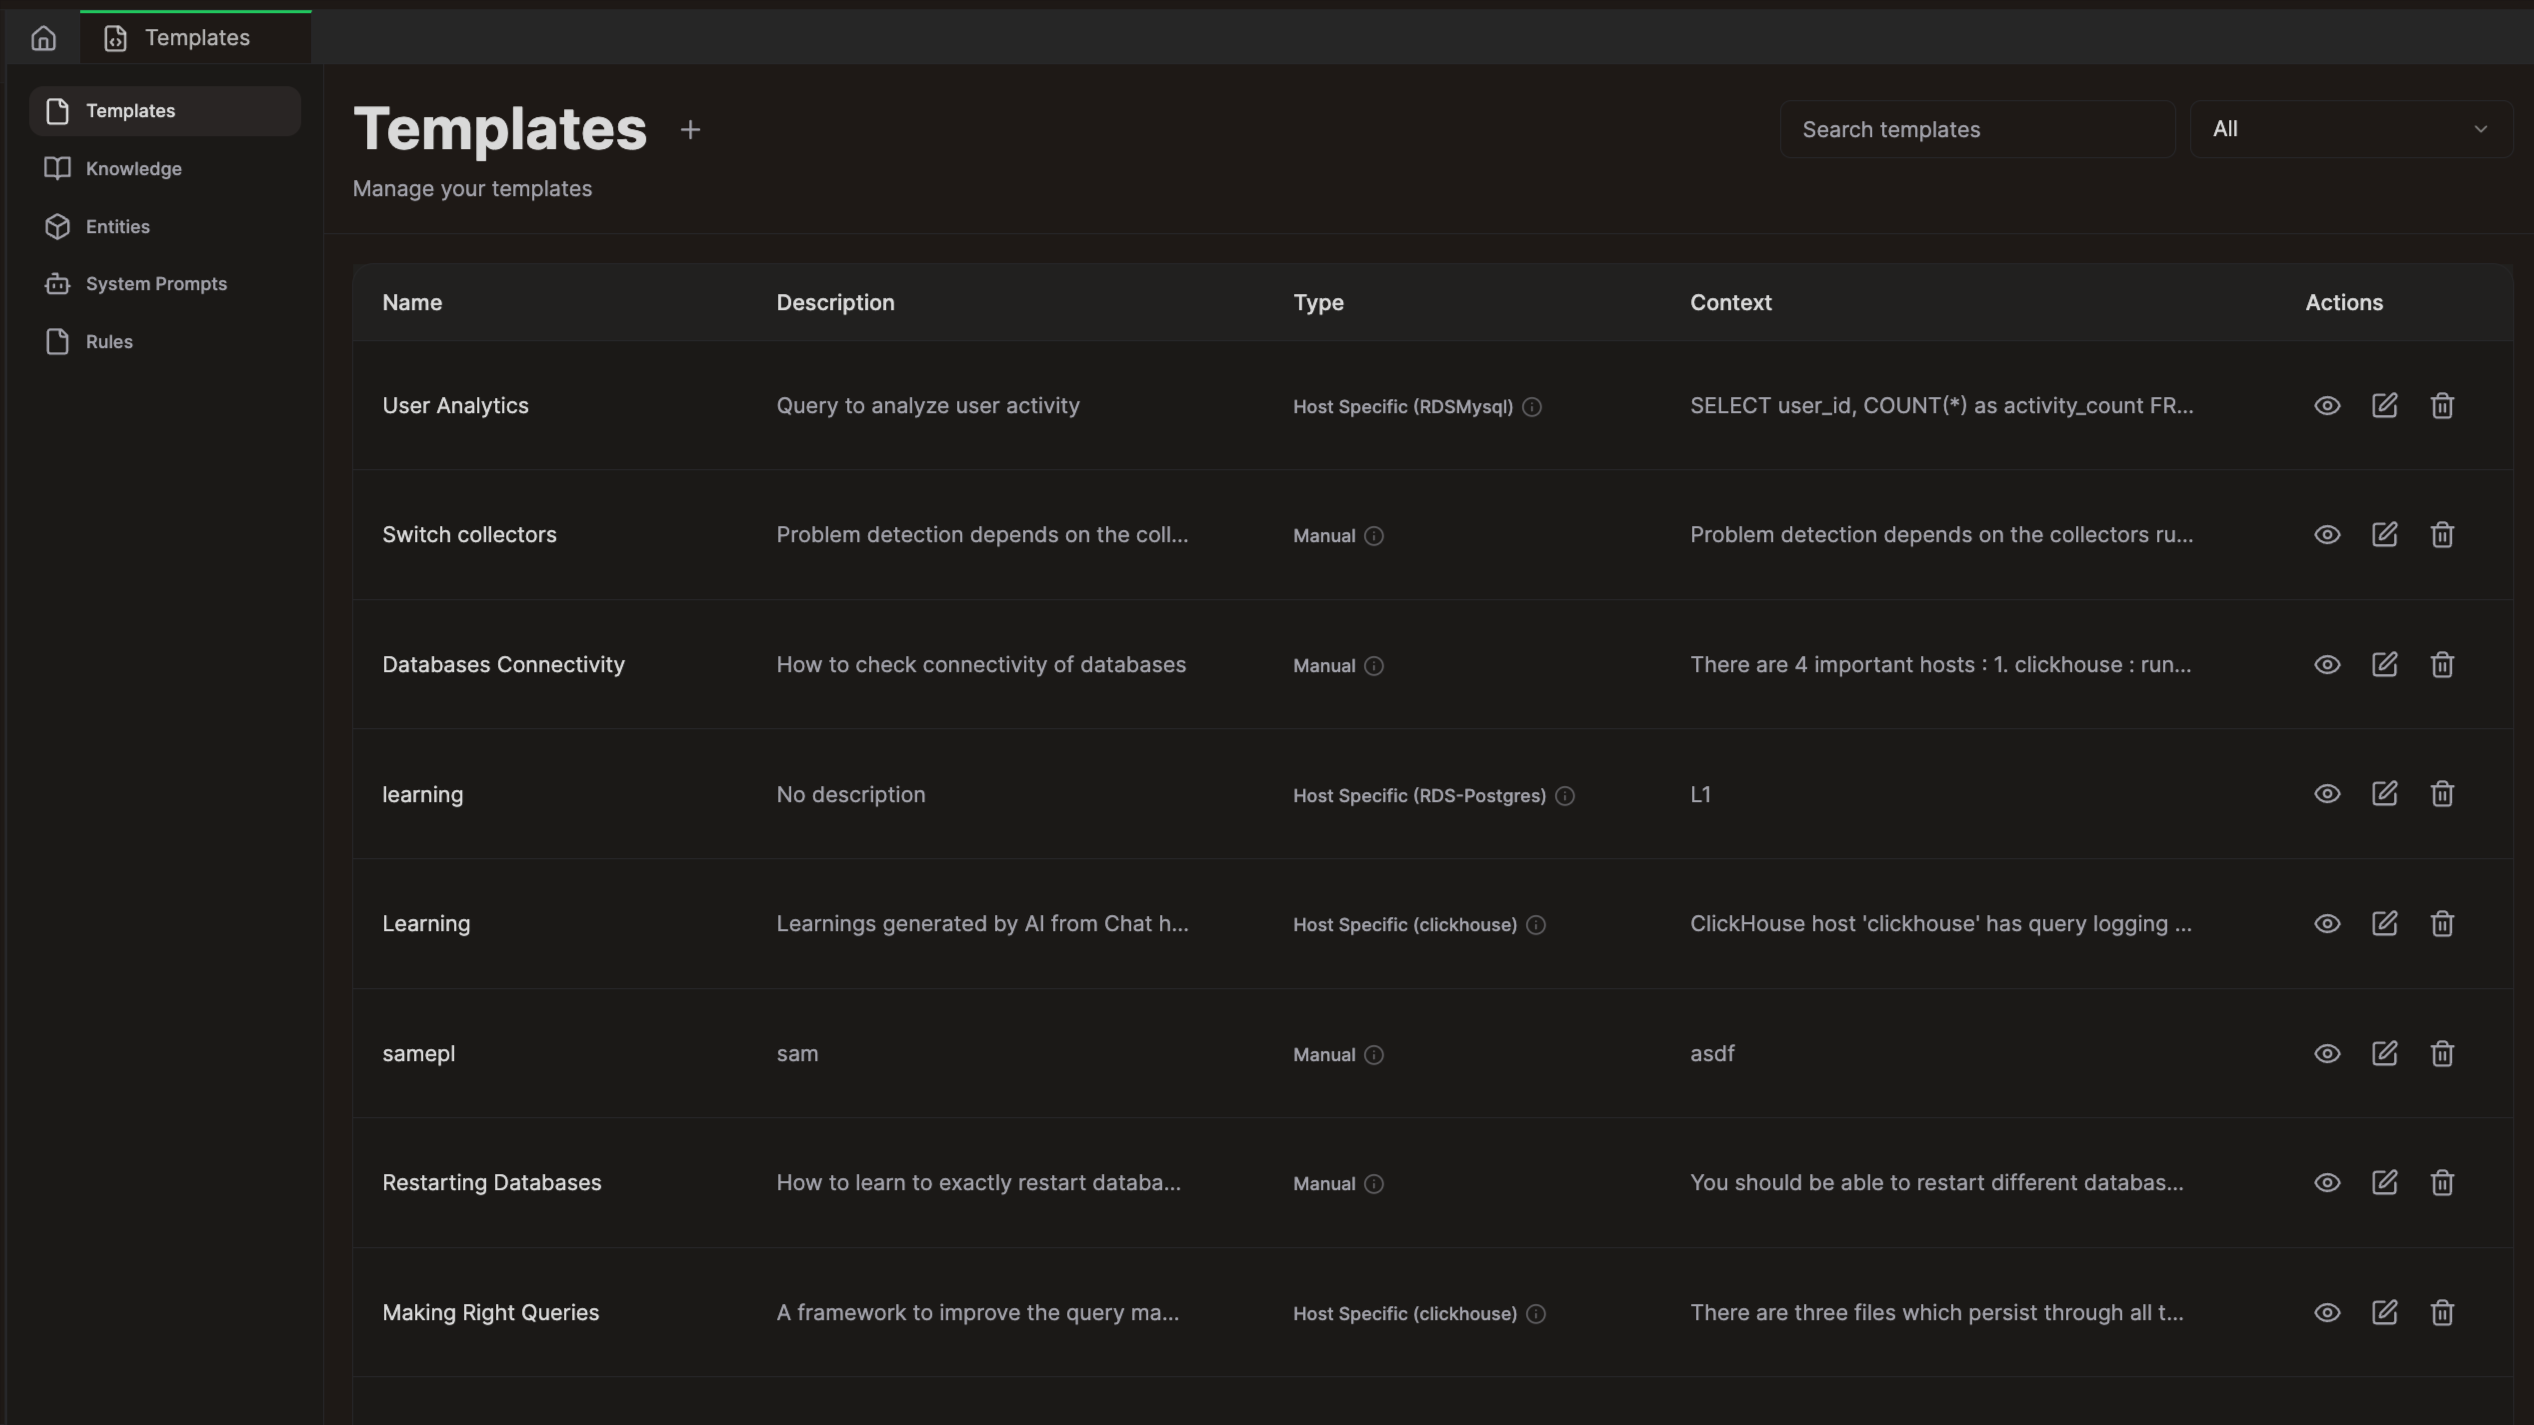 Templates
Templates
Knowledge
Entities
System Prompts
Rules
Templates +
Manage your templates
Search templates
All
Name Description Type Context Actions
User Analytics Query to analyze user activity Host Specific (RDSMysql) SELECT user_id, COUNT(*) as activity_count FR...
Switch collectors Problem detection depends on the coll... Manual Problem detection depends on the collectors ru...
Databases Connectivity How to check connectivity of databases Manual There are 4 important hosts : 1. clickhouse : run...
learning No description Host Specific (RDS-Postgres) L1
Learning Learnings generated by AI from Chat h... Host Specific (clickhouse) ClickHouse host 'clickhouse' has query logging ...
samepl sam Manual asdf
Restarting Databases How to learn to exactly restart databa... Manual You should be able to restart different databas...
Making Right Queries A framework to improve the query ma... Host Specific (clickhouse) There are three files which persist through all t...